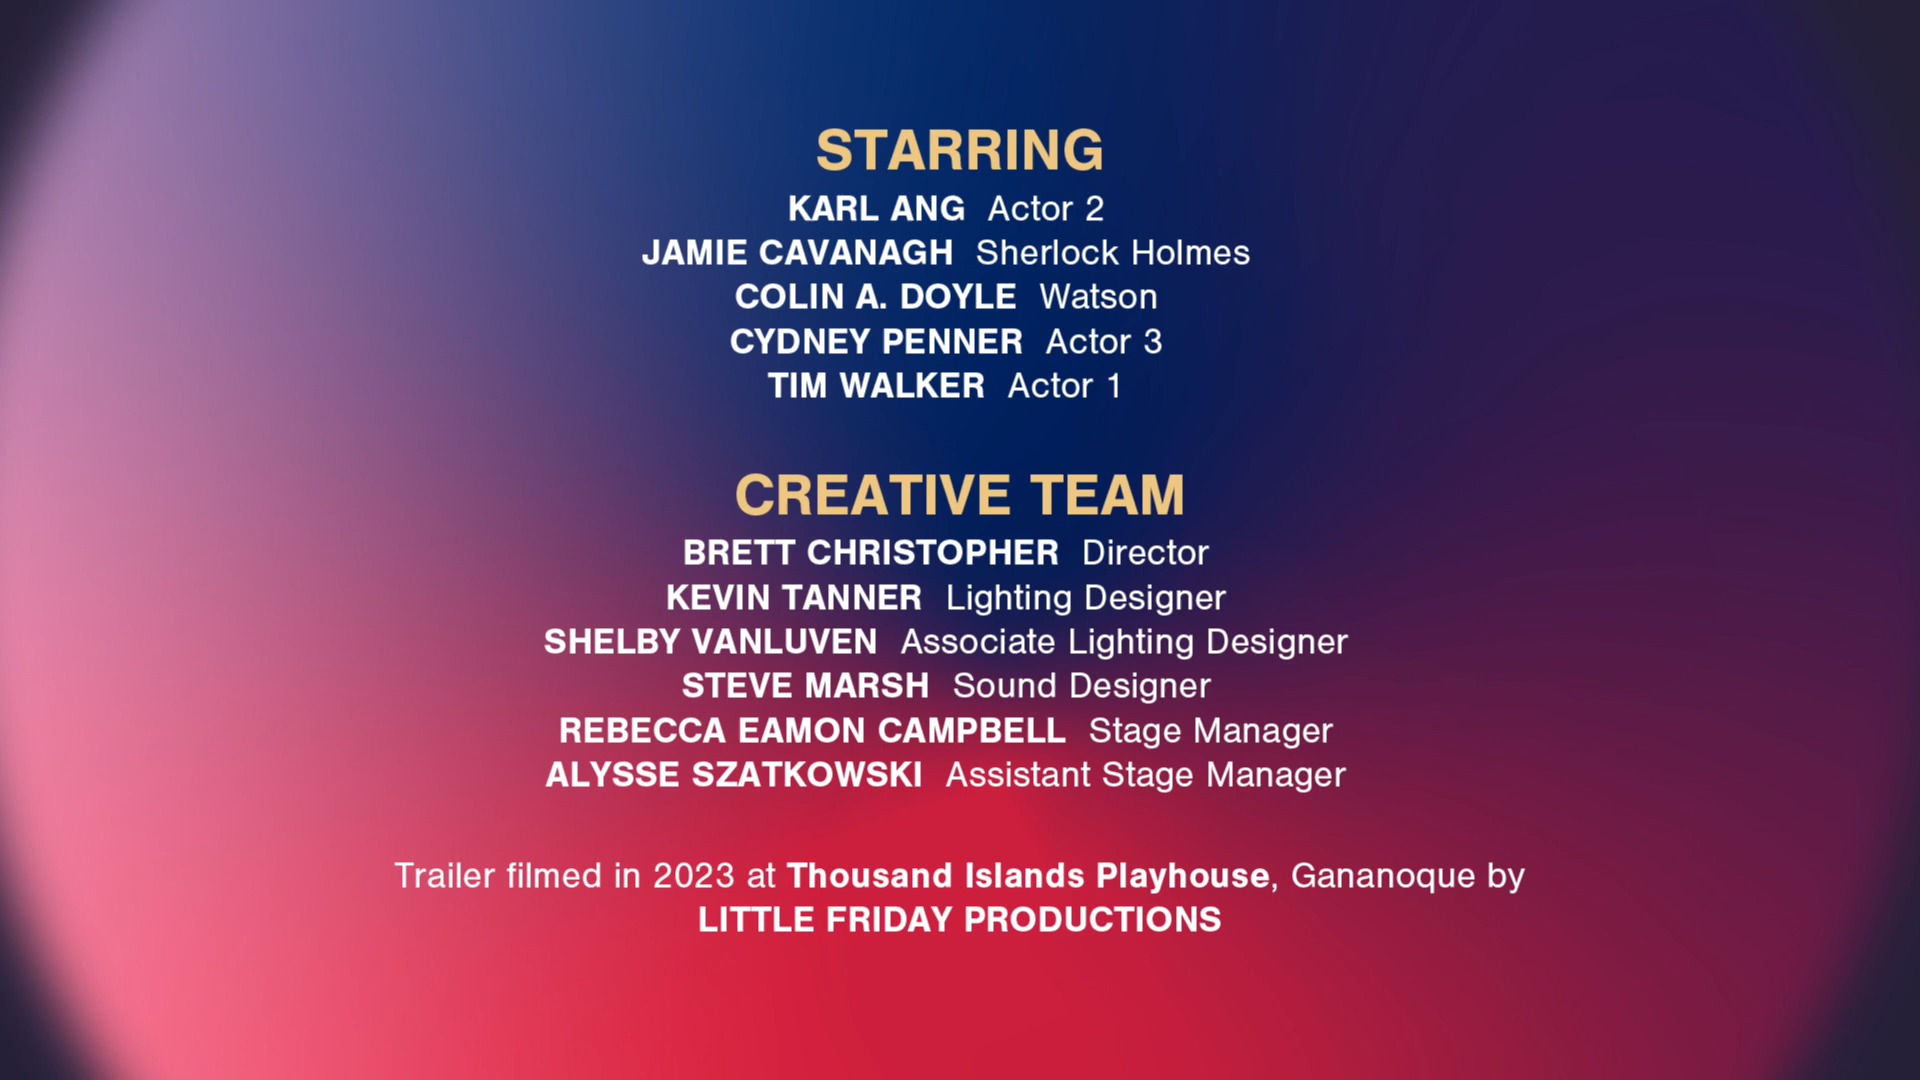 STARRING
KARL ANG Actor 2
JAMIE CAVANAGH Sherlock Holmes
COLIN A. DOYLE Watson
CYDNEY PENNER Actor 3
TIM WALKER Actor 1
CREATIVE TEAM
BRETT CHRISTOPHER Director
KEVIN TANNER Lighting Designer
SHELBY VANLUVEN Associate Lighting Designer
STEVE MARSH Sound Designer
REBECCA EAMON CAMPBELL Stage Manager
ALYSSE SZATKOWSKI Assistant Stage Manager
Trailer filmed in 2023 at Thousand Islands Playhouse, Gananoque by
LITTLE FRIDAY PRODUCTIONS